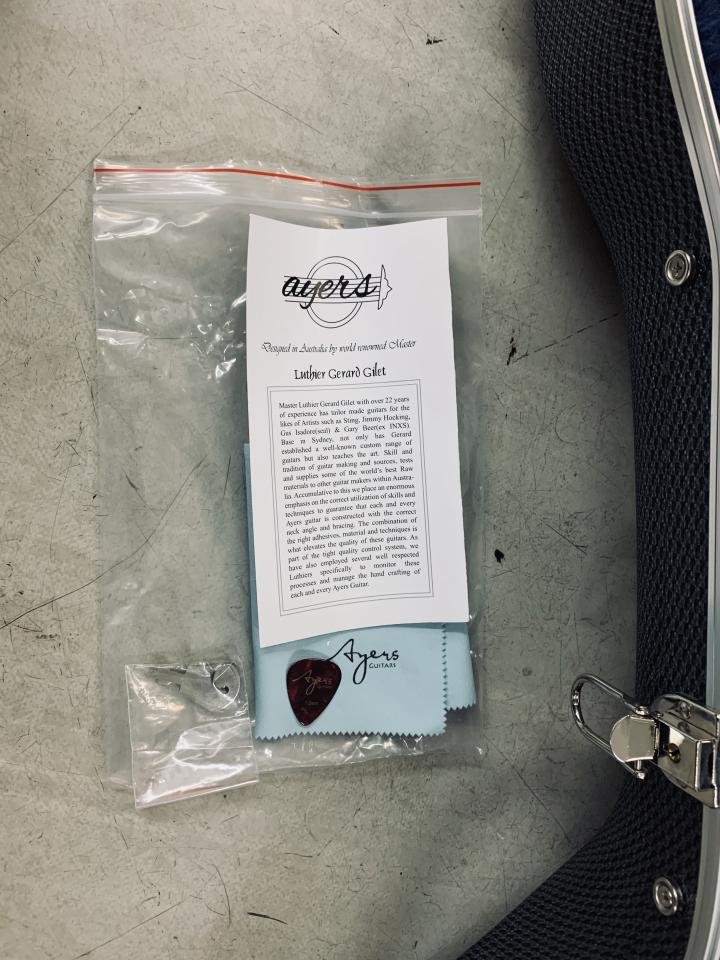 ayers
Designed in Australia by world renowned Master
Luthier Gerard Gilet
Master Luthier Gerard Gilet with over 22 years
of experience has tailor made guitars for the
likes of Artists such as Sting, Jimmy Hocking,
Gus Isadore(seal) & Gary Beer(ex INXS).
Base in Sydney, not only has Gerard
established a well-known custom range of
guitars but also teaches the art. Skill and
tradition of guitar making and sources, tests
and supplies some of the world's best Raw
materials to other guitar makers within Austra-
lia. Accumulative to this we place an enormous
emphasis on the correct utilization of skills and
techniques to guarantee that each and every
Ayers guitar is constructed with the correct
neck angle and bracing. The combination of
the right adhesives, material and techniques is
what elevates the quality of these guitars. As
part of the tight quality control system, we
have also employed several well respected
Luthiers specifically to monitor these
processes and manage the hand crafting of
each and every Ayers Guitar.
Ayers
GUITARS
Ayers